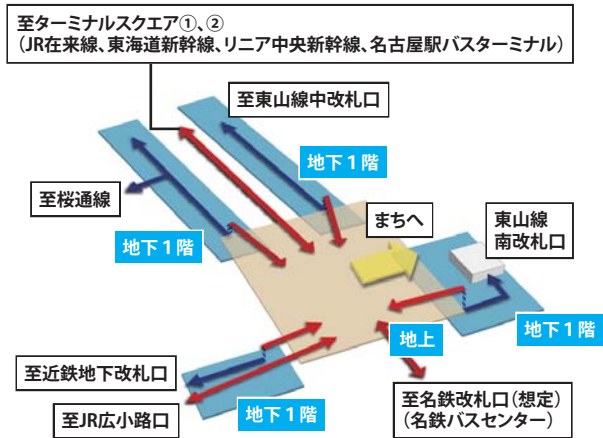 至ターミナルスクエア①、②
（JR在来線、東海道新幹線、リニア中央新幹線、名古屋駅バスターミナル）
至東山線中改札口
地下1階
至桜通線
まちへ
東山線
南改札口
地下1階
地上
地下1階
至近鉄地下改札口
至名鉄改札口（想定）
（名鉄バスセンター）
至JR広小路口
地下1階